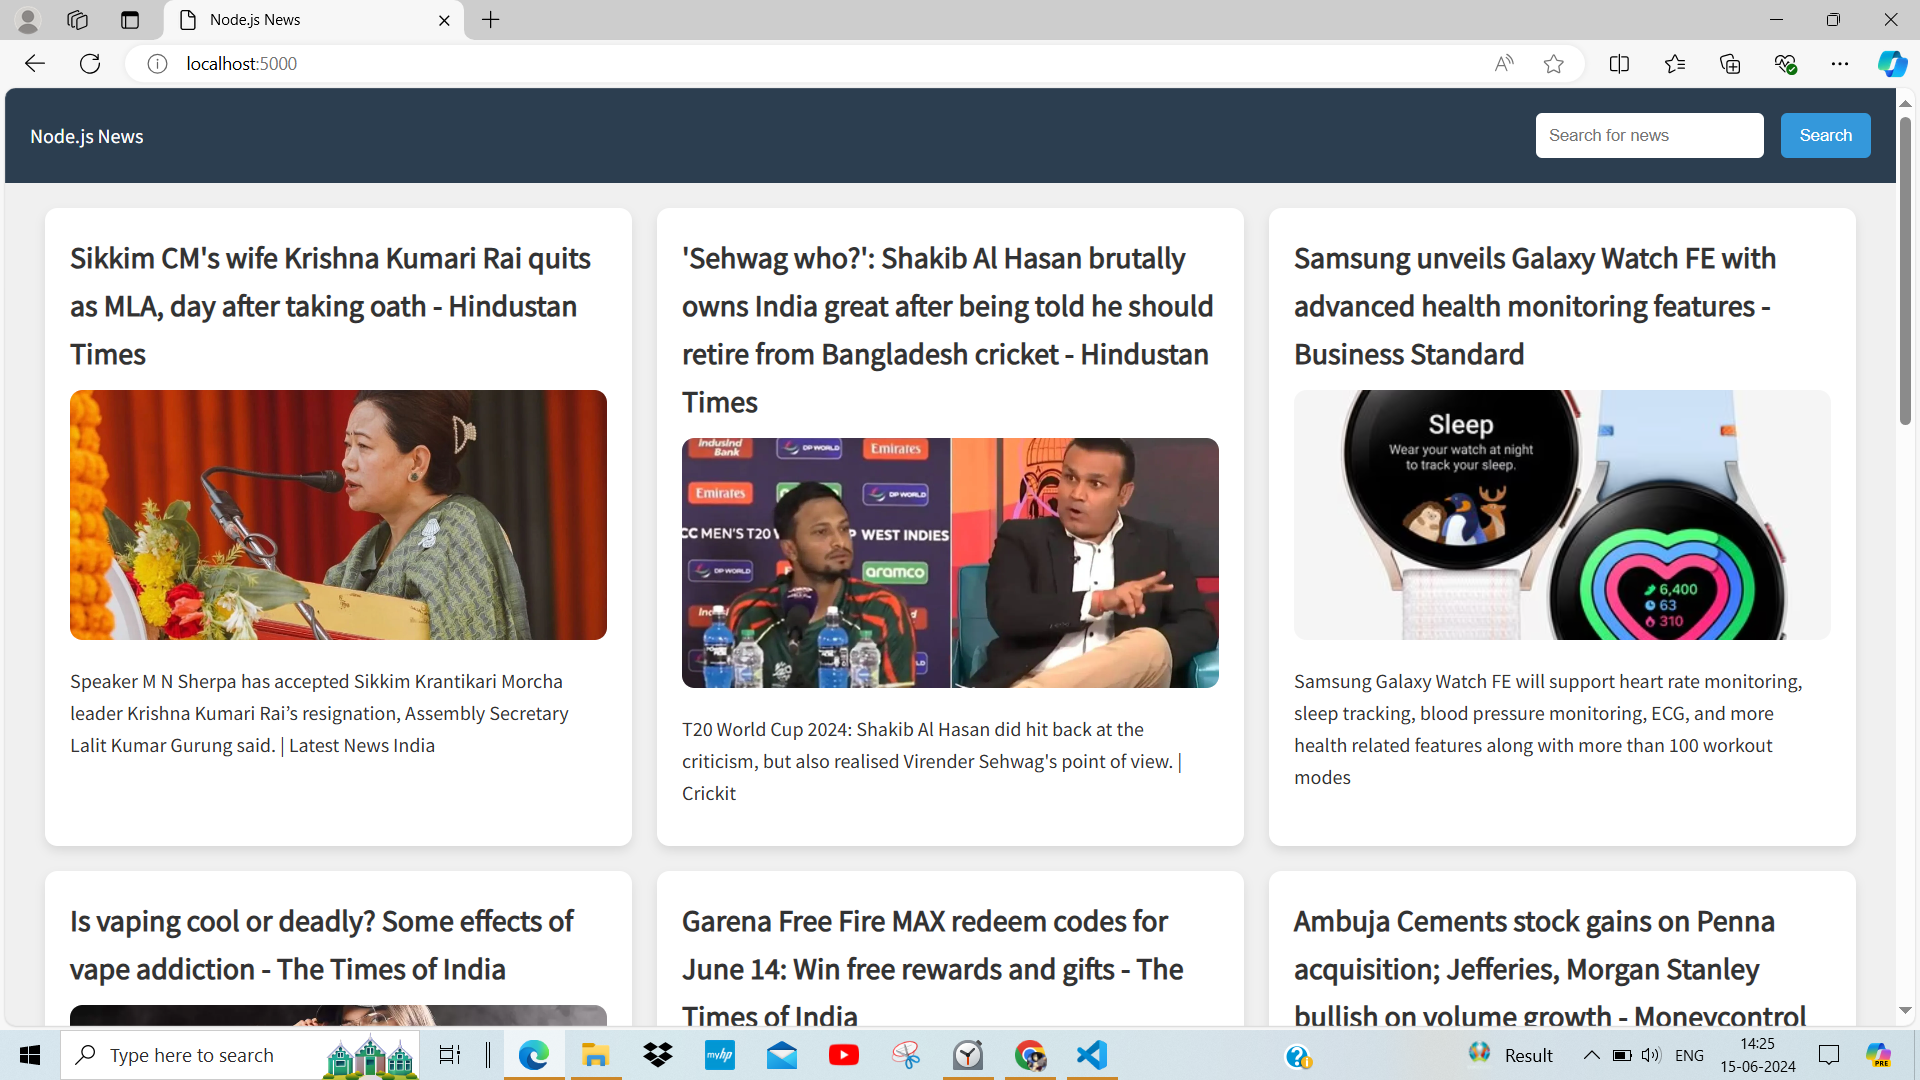 Node.js News
localhost:5000
Node.js News
Search for news
Search
Sikkim CM's wife Krishna Kumari Rai quits
as MLA, day after taking oath - Hindustan
Times
Speaker M N Sherpa has accepted Sikkim Krantikari Morcha
leader Krishna Kumari Rai’s resignation, Assembly Secretary
Lalit Kumar Gurung said. | Latest News India
'Sehwag who?': Shakib Al Hasan brutally
owns India great after being told he should
retire from Bangladesh cricket - Hindustan
Times
IndusInd
Bank
DP WORLD
Emirates
Emirates
DP WORLD
CC MEN'S T20
WEST INDIES
DP WORLD
aramco
T20 World Cup 2024: Shakib Al Hasan did hit back at the
criticism, but also realised Virender Sehwag's point of view. |
Crickit
Samsung unveils Galaxy Watch FE with
advanced health monitoring features -
Business Standard
Sleep
Wear your watch at night
to track your sleep.
6,400
63
310
Samsung Galaxy Watch FE will support heart rate monitoring,
sleep tracking, blood pressure monitoring, ECG, and more
health related features along with more than 100 workout
modes
Is vaping cool or deadly? Some effects of
vape addiction - The Times of India
Garena Free Fire MAX redeem codes for
June 14: Win free rewards and gifts - The
Times of India
Ambuja Cements stock gains on Penna
acquisition; Jefferies, Morgan Stanley
bullish on volume growth - Moneycontrol
Type here to search
myhp
Result
ENG
14:25
15-06-2024
PRE